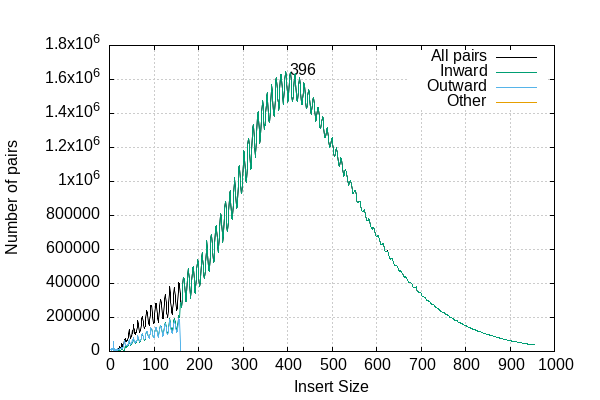 1.8x10^6
1.6x10^6
1.4x10^6
1.2x10^6
1x10^6
800000
600000
400000
200000
0
Number of pairs
396
All pairs
Inward
Outward
Other
0 100 200 300 400 500 600 700 800 900 1000
Insert Size